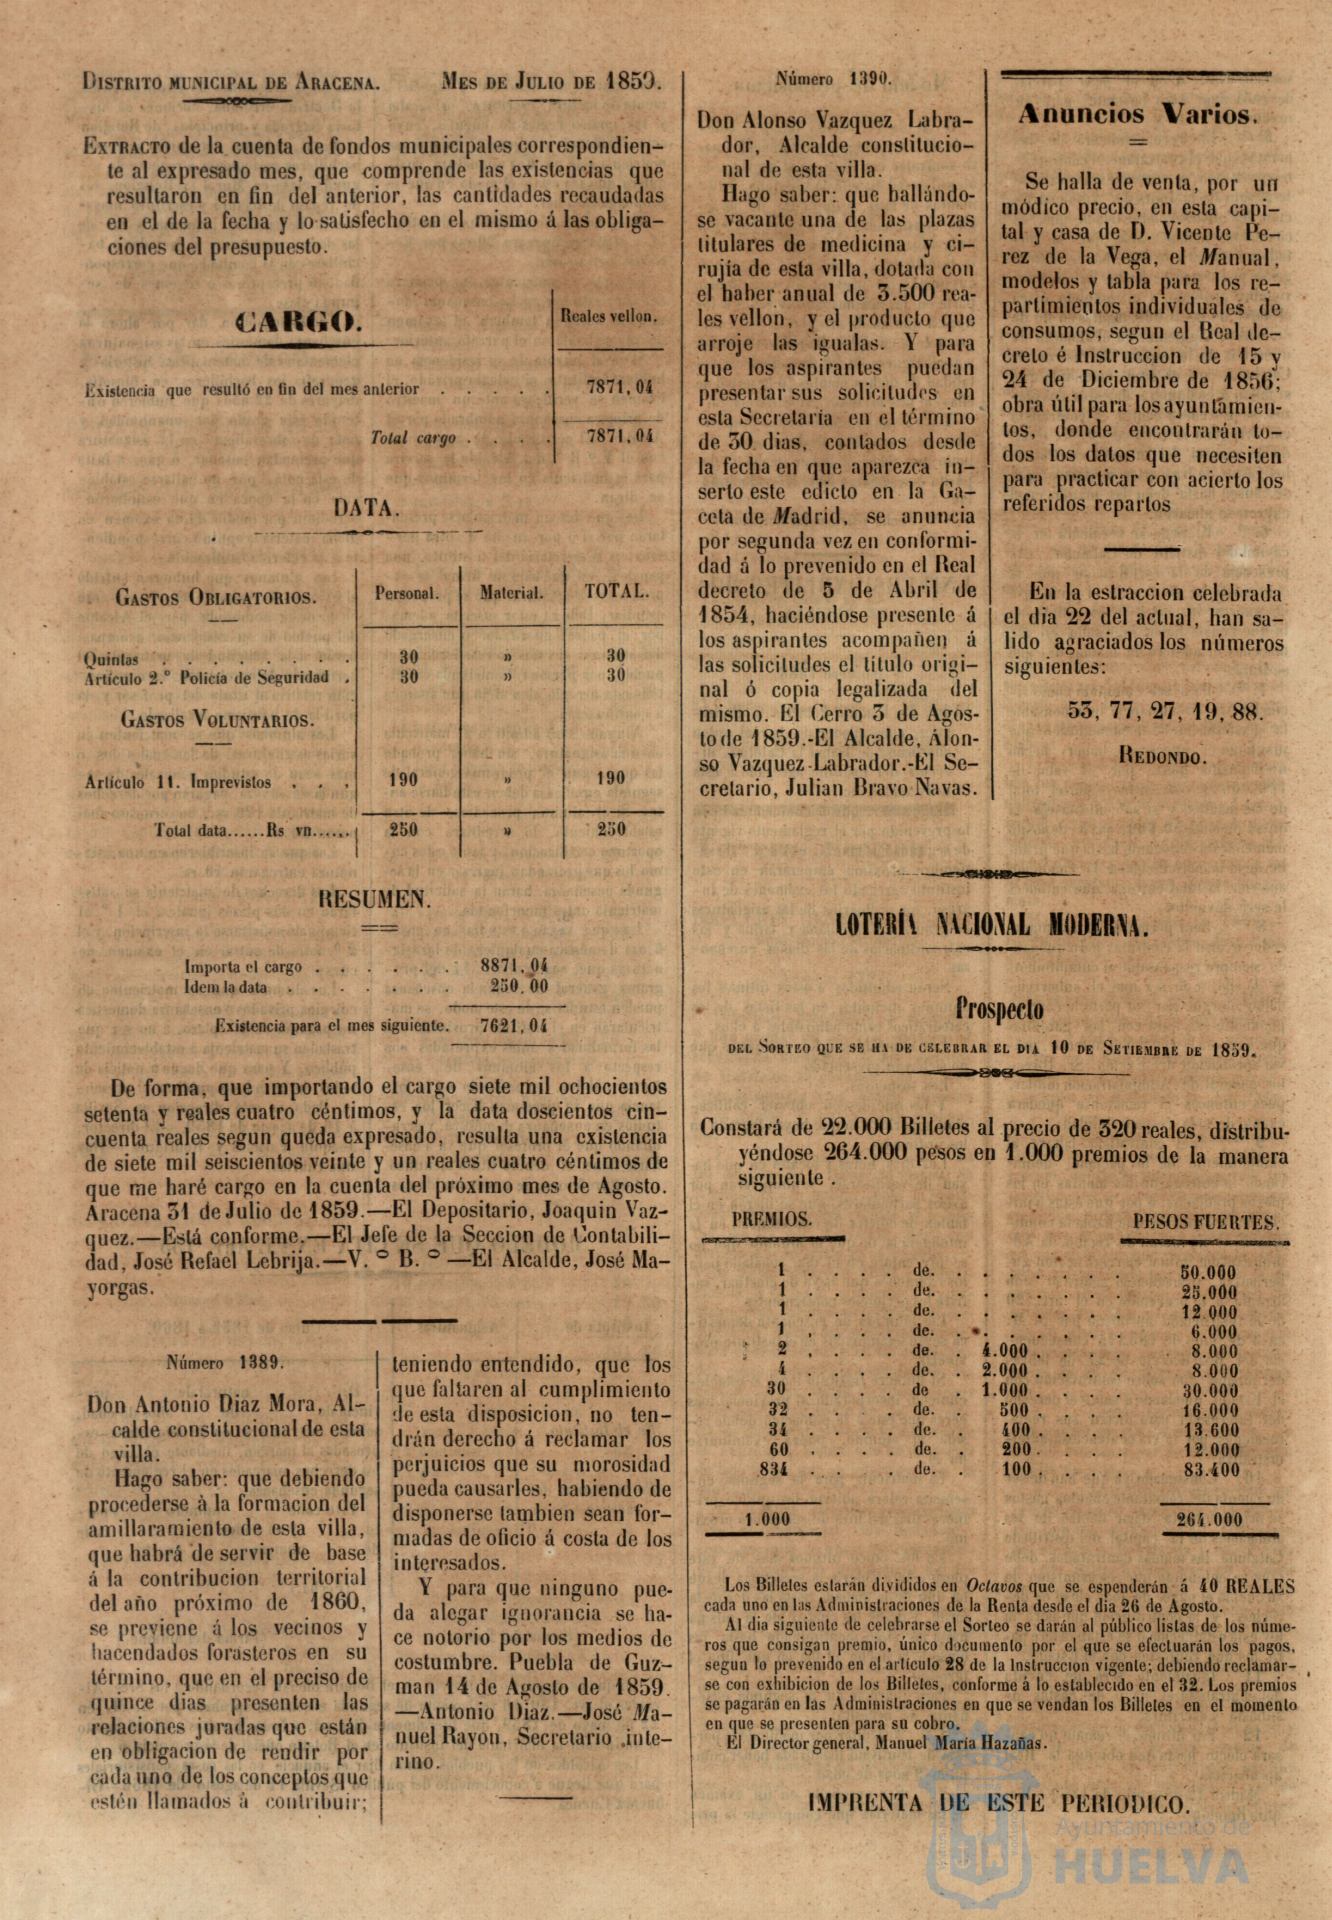 DISTRITO MUNICIPAL DE ARACENA. MES DE JULIO DE 1859.
EXTRACTO de la cuenta de fondos municipales correspondien-
te al expresado mes, que comprende las existencias que
resultaron en fin del anterior, las cantidades recaudadas
en el de la fecha y lo satisfecho en el mismo á las obliga-
ciones del presupuesto.
CARGO. Reales vellon.
Existencia que resultó en fin del mes anterior . . . . . 7871,04
Total cargo . . . . 7871,04
DATA.
GASTOS OBLIGATORIOS. Personal. Material. TOTAL.
Quintas . . . . . . . . 30 » 30
Artículo 2.º Policía de Seguridad . 30 » 30
GASTOS VOLUNTARIOS.
Artículo 11. Imprevistos . . . 190 » 190
Total data......Rs vn...... 250 » 250
RESUMEN.
Importa el cargo . . . . . . 8871,04
Idem la data . . . . . . . 250,00
Existencia para el mes siguiente. 7621,04
De forma, que importando el cargo siete mil ochocientos
setenta y reales cuatro céntimos, y la data doscientos cin-
cuenta reales segun queda expresado, resulta una existencia
de siete mil seiscientos veinte y un reales cuatro céntimos de
que me haré cargo en la cuenta del próximo mes de Agosto.
Aracena 31 de Julio de 1859.—El Depositario, Joaquin Vaz-
quez.—Está conforme.—El Jefe de la Seccion de Contabili-
dad, José Refael Lebrija.—V.º B.º —El Alcalde, José Ma-
yorgas.
Número 1389.
Don Antonio Diaz Mora, Al-
calde constitucional de esta
villa.
Hago saber: que debiendo
procederse à la formacion del
amillaramiento de esta villa,
que habrá de servir de base
á la contribucion territorial
del año próximo de 1860,
se previene á los vecinos y
hacendados forasteros en su
término, que en el preciso de
quince dias presenten las
relaciones juradas que están
en obligacion de rendir por
cada uno de los conceptos que
estén llamados á contribuir;
teniendo entendido, que los
que faltaren al cumplimiento
de esta disposicion, no ten-
drán derecho á reclamar los
perjuicios que su morosidad
pueda causarles, habiendo de
disponerse tambien sean for-
madas de oficio á costa de los
interesados.
Y para que ninguno pue-
da alegar ignorancia se ha-
ce notorio por los medios de
costumbre. Puebla de Guz-
man 14 de Agosto de 1859.
—Antonio Diaz.—José Ma-
nuel Rayon, Secretario inte-
rino.
Número 1390.
Don Alonso Vazquez Labra-
dor, Alcalde constitucio-
nal de esta villa.
Hago saber: que hallándo-
se vacante una de las plazas
titulares de medicina y ci-
rujía de esta villa, dotada con
el haber anual de 3.500 rea-
les vellon, y el producto que
arroje las igualas. Y para
que los aspirantes puedan
presentar sus solicitudes en
esta Secretaría en el término
de 30 dias, contados desde
la fecha en que aparezca in-
serto este edicto en la Ga-
ceta de Madrid, se anuncia
por segunda vez en conformi-
dad á lo prevenido en el Real
decreto de 5 de Abril de
1854, haciéndose presente á
los aspirantes acompañen á
las solicitudes el título origi-
nal ó copia legalizada del
mismo. El Cerro 3 de Agos-
to de 1859.-El Alcalde, Alon-
so Vazquez Labrador.-El Se-
cretario, Julian Bravo Navas.
Anuncios Varios.
Se halla de venta, por un
módico precio, en esta capi-
tal y casa de D. Vicente Pe-
rez de la Vega, el Manual,
modelos y tabla para los re-
partimientos individuales de
consumos, segun el Real de-
creto é Instruccion de 15 y
24 de Diciembre de 1856;
obra útil para los ayuntamien-
tos, donde encontrarán to-
dos los datos que necesiten
para practicar con acierto los
referidos repartos
En la estraccion celebrada
el dia 22 del actual, han sa-
lido agraciados los números
siguientes:
53, 77, 27, 19, 88.
REDONDO.
LOTERÍA NACIONAL MODERNA.
Prospecto
DEL SORTEO QUE SE HA DE CELEBRAR EL DIA 10 DE SETIEMBRE DE 1859.
Constará de 22.000 Billetes al precio de 320 reales, distribu-
yéndose 264.000 pesos en 1.000 premios de la manera
siguiente .
PREMIOS. PESOS FUERTES.
1 . . . . de. . . . . . . . 50.000
1 . . . . de. . . . . . . . 25.000
1 . . . . de. . . . . . . . 12.000
1 . . . . de. . . . . . . . 6.000
2 . . . . de. . 4.000 . . . . 8.000
4 . . . . de. . 2.000 . . . . 8.000
30 . . . . de . 1.000 . . . . 30.000
32 . . . . de. . 500 . . . . 16.000
34 . . . . de. . 400 . . . . 13.600
60 . . . . de. . 200 . . . . 12.000
834 . . . . de. . 100 . . . . 83.400
1.000 264.000
Los Billetes estarán divididos en Octavos que se espenderán á 40 REALES
cada uno en las Administraciones de la Renta desde el dia 26 de Agosto.
Al dia siguiente de celebrarse el Sorteo se darán al público listas de los núme-
ros que consigan premio, único documento por el que se efectuarán los pagos,
segun lo prevenido en el artículo 28 de la Instruccion vigente; debiendo reclamar-
se con exhibicion de los Billetes, conforme á lo establecido en el 32. Los premios
se pagarán en las Administraciones en que se vendan los Billetes en el momento
en que se presenten para su cobro.
El Director general, Manuel María Hazañas.
IMPRENTA DE ESTE PERIODICO.
Ayuntamiento de
HUELVA